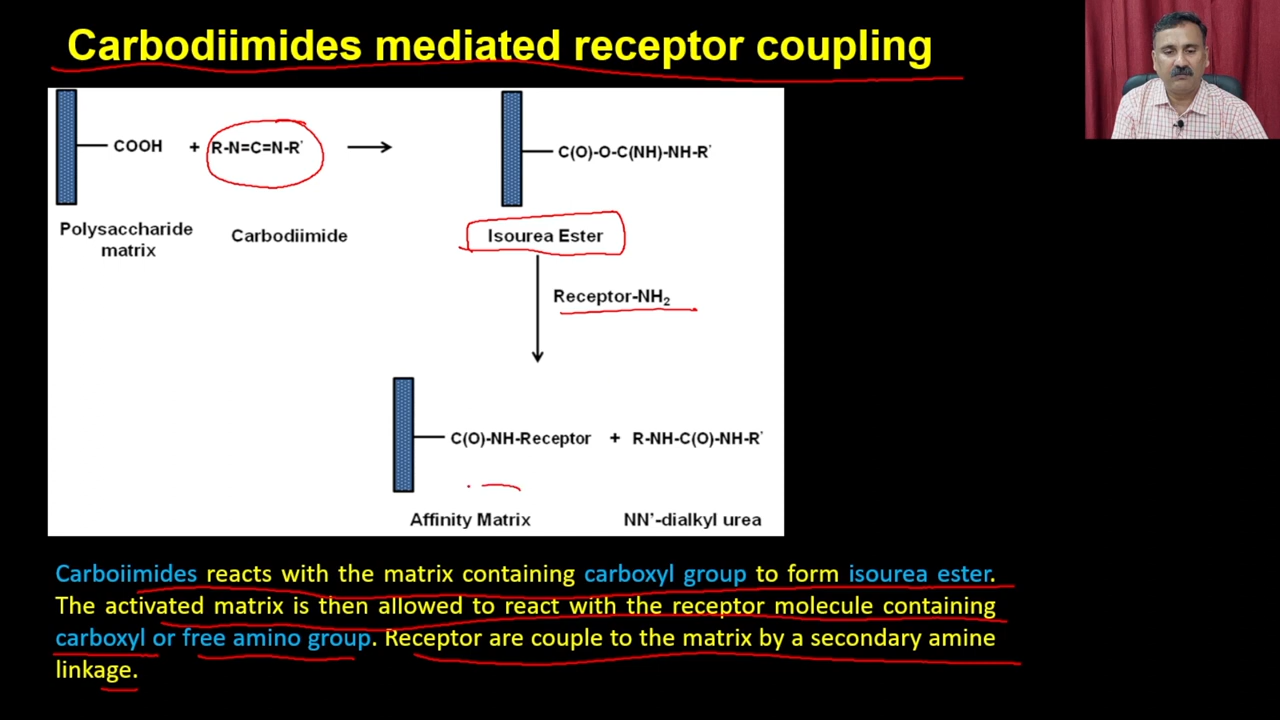 Carbodiimides mediated receptor coupling
COOH + R-N=C=N-R'
C(O)-O-C(NH)-NH-R'
Polysaccharide
matrix
Carbodiimide
Isourea Ester
Receptor-NH₂
C(O)-NH-Receptor + R-NH-C(O)-NH-R'
Affinity Matrix
NN'-dialkyl urea
Carboiimides reacts with the matrix containing carboxyl group to form isourea ester.
The activated matrix is then allowed to react with the receptor molecule containing
carboxyl or free amino group. Receptor are couple to the matrix by a secondary amine
linkage.